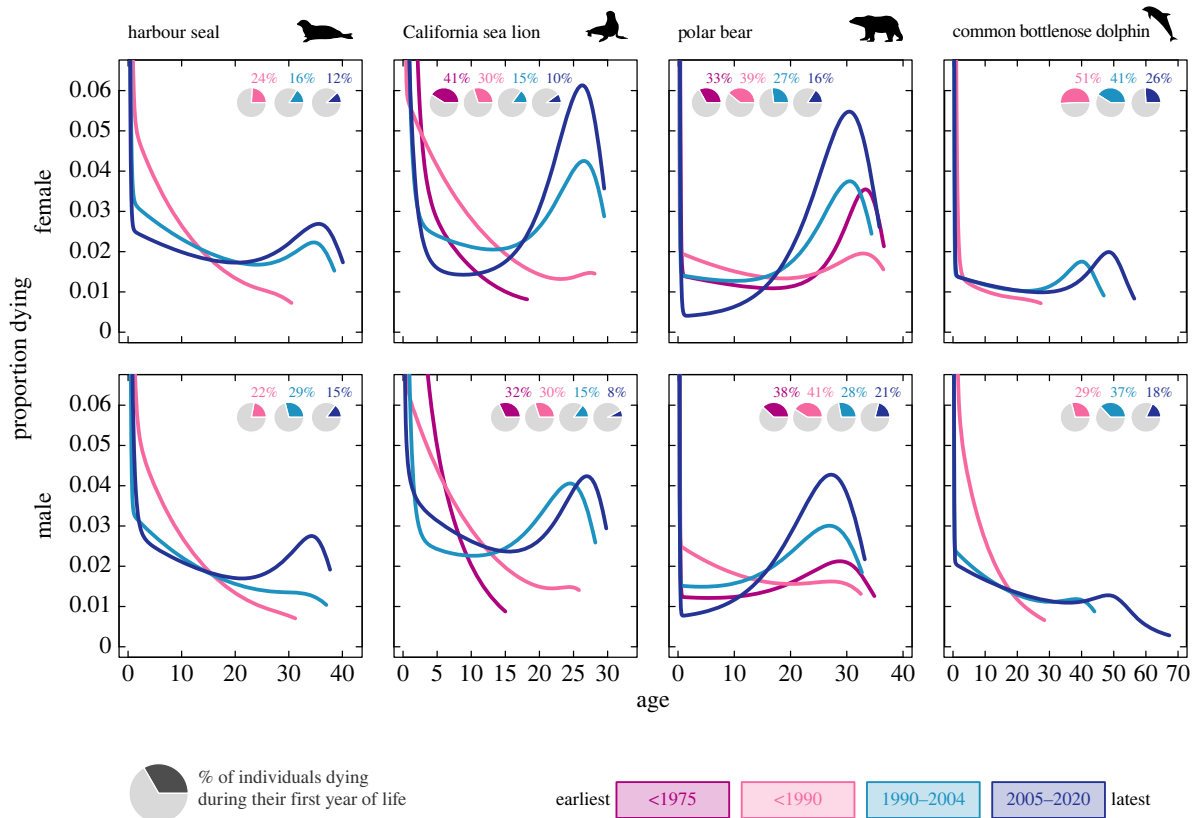 harbour seal
California sea lion
polar bear
common bottlenose dolphin
proportion dying
female
0.06
0.05
0.04
0.03
0.02
0.01
0
24% 16% 12%
41% 30% 15% 10%
33% 39% 27% 16%
51% 41% 26%
male
0.06
0.05
0.04
0.03
0.02
0.01
0
22% 29% 15%
32% 30% 15% 8%
38% 41% 28% 21%
29% 37% 18%
0 10 20 30 40
0 5 10 15 20 25 30
0 10 20 30 40
0 10 20 30 40 50 60 70
age
% of individuals dying
during their first year of life
earliest <1975 <1990 1990–2004 2005–2020 latest